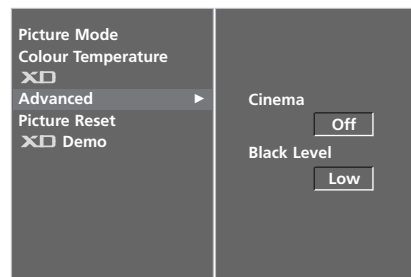 Picture Mode
Colour Temperature
XD
Advanced ►
Picture Reset
XD Demo
Cinema
Off
Black Level
Low